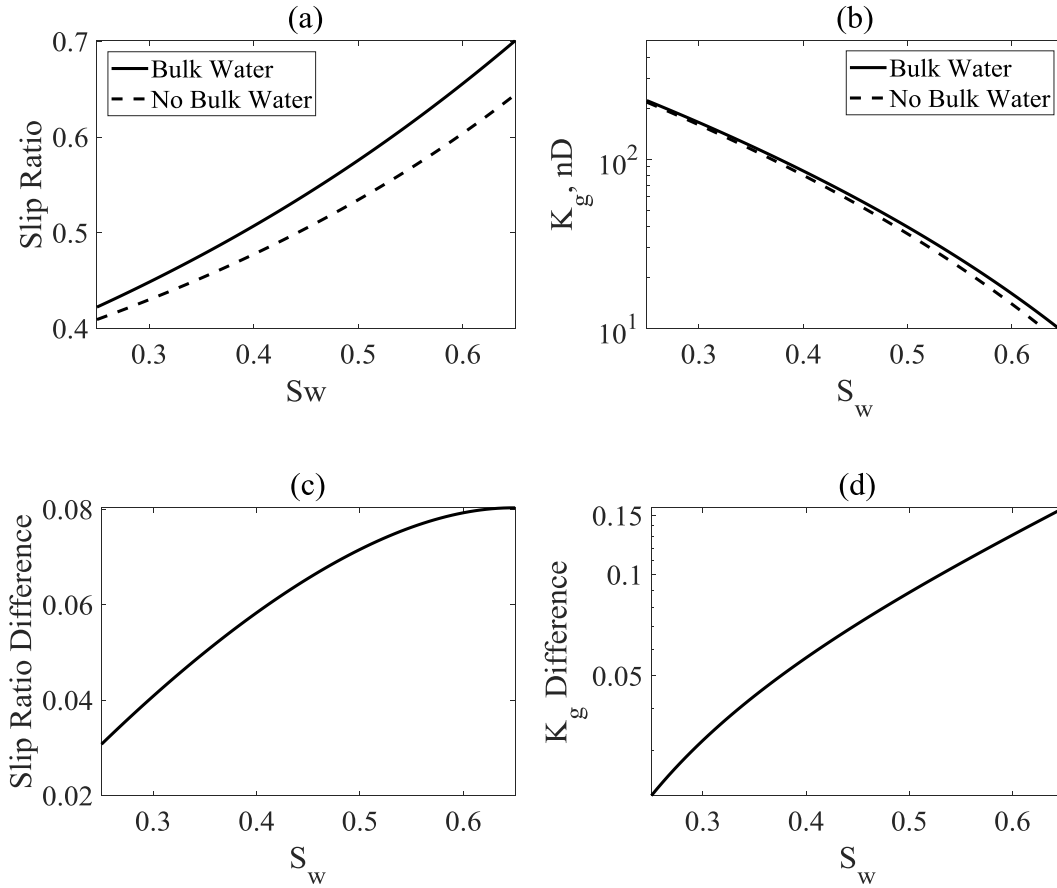 (a)
0.7
0.6
0.5
0.4
Slip Ratio
Bulk Water
No Bulk Water
0.3
0.4
0.5
0.6
Sw
(b)
10^2
10^1
K_g, nD
Bulk Water
No Bulk Water
0.3
0.4
0.5
0.6
S_w
(c)
0.08
0.06
0.04
0.02
Slip Ratio Difference
0.3
0.4
0.5
0.6
S_w
(d)
0.15
0.1
0.05
K_g Difference
0.3
0.4
0.5
0.6
S_w